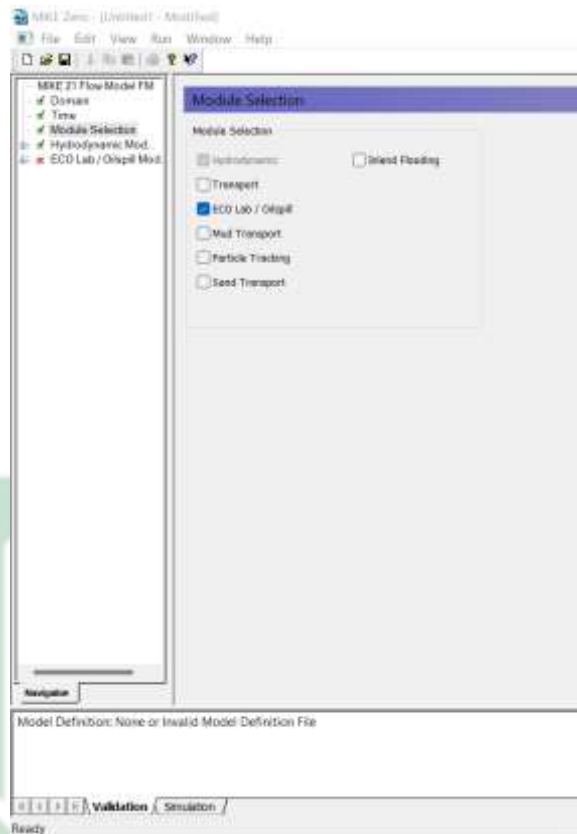 MIKE Zero - [Untitled1 - Modified]
File Edit View Run Window Help
MIKE 21 Flow Model FM
Domain
Time
Module Selection
Hydrodynamic Mod..
ECO Lab / Oilspill Mod.
Module Selection
Module Selection
Hydrodynamic
Inland Flooding
Transport
ECO Lab / Oilspill
Mud Transport
Particle Tracking
Sand Transport
Navigator
Model Definition: None or Invalid Model Definition File
Validation Simulation
Ready